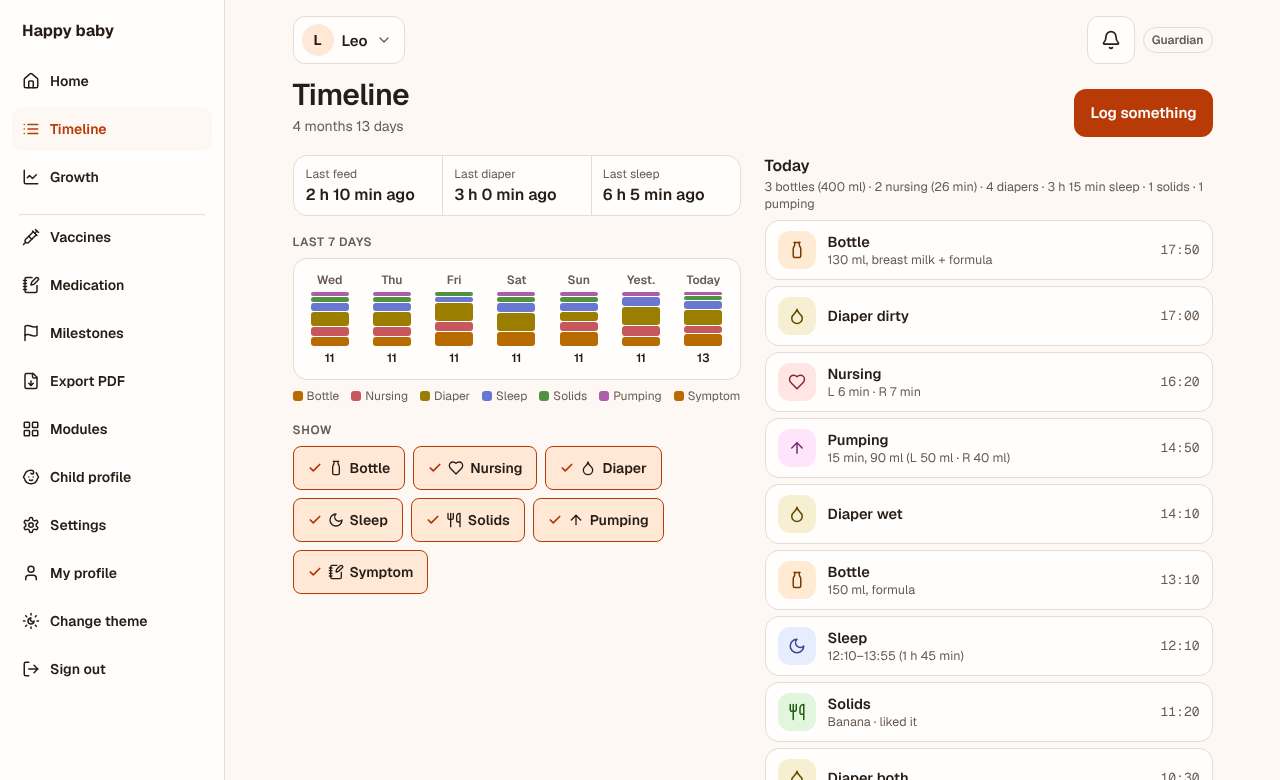 Happy baby
Home
Timeline
Growth
Vaccines
Medication
Milestones
Export PDF
Modules
Child profile
Settings
My profile
Change theme
Sign out
L Leo
Guardian
Timeline
4 months 13 days
Log something
Last feed
2 h 10 min ago
Last diaper
3 h 0 min ago
Last sleep
6 h 5 min ago
LAST 7 DAYS
Wed Thu Fri Sat Sun Yest. Today
11 11 11 11 11 11 13
Bottle Nursing Diaper Sleep Solids Pumping Symptom
SHOW
Bottle Nursing Diaper
Sleep Solids Pumping
Symptom
Today
3 bottles (400 ml) · 2 nursing (26 min) · 4 diapers · 3 h 15 min sleep · 1 solids · 1
pumping
Bottle
130 ml, breast milk + formula
17:50
Diaper dirty
17:00
Nursing
L 6 min · R 7 min
16:20
Pumping
15 min, 90 ml (L 50 ml · R 40 ml)
14:50
Diaper wet
14:10
Bottle
150 ml, formula
13:10
Sleep
12:10–13:55 (1 h 45 min)
12:10
Solids
Banana · liked it
11:20
Diaper both
10:30